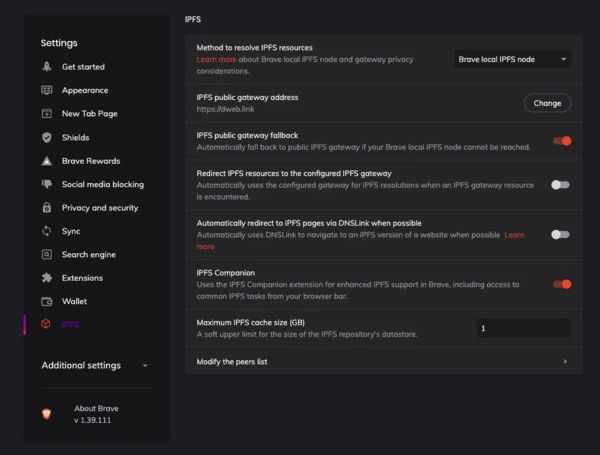 IPFS
Settings
Get started
Appearance
New Tab Page
Shields
Brave Rewards
Social media blocking
Privacy and security
Sync
Search engine
Extensions
Wallet
IPFS
Additional settings
About Brave
v 1.39.111
Method to resolve IPFS resources
Learn more about Brave local IPFS node and gateway privacy
considerations.
Brave local IPFS node
IPFS public gateway address
https://dweb.link
Change
IPFS public gateway fallback
Automatically fall back to public IPFS gateway if your Brave local IPFS node cannot be reached.
Redirect IPFS resources to the configured IPFS gateway
Automatically uses the configured gateway for IPFS resolutions when an IPFS gateway resource
is encountered.
Automatically redirect to IPFS pages via DNSLink when possible
Automatically uses DNSLink to navigate to an IPFS version of a website when possible Learn
more
IPFS Companion
Uses the IPFS Companion extension for enhanced IPFS support in Brave, including access to
common IPFS tasks from your browser bar.
Maximum IPFS cache size (GB)
A soft upper limit for the size of the IPFS repository's datastore.
1
Modify the peers list